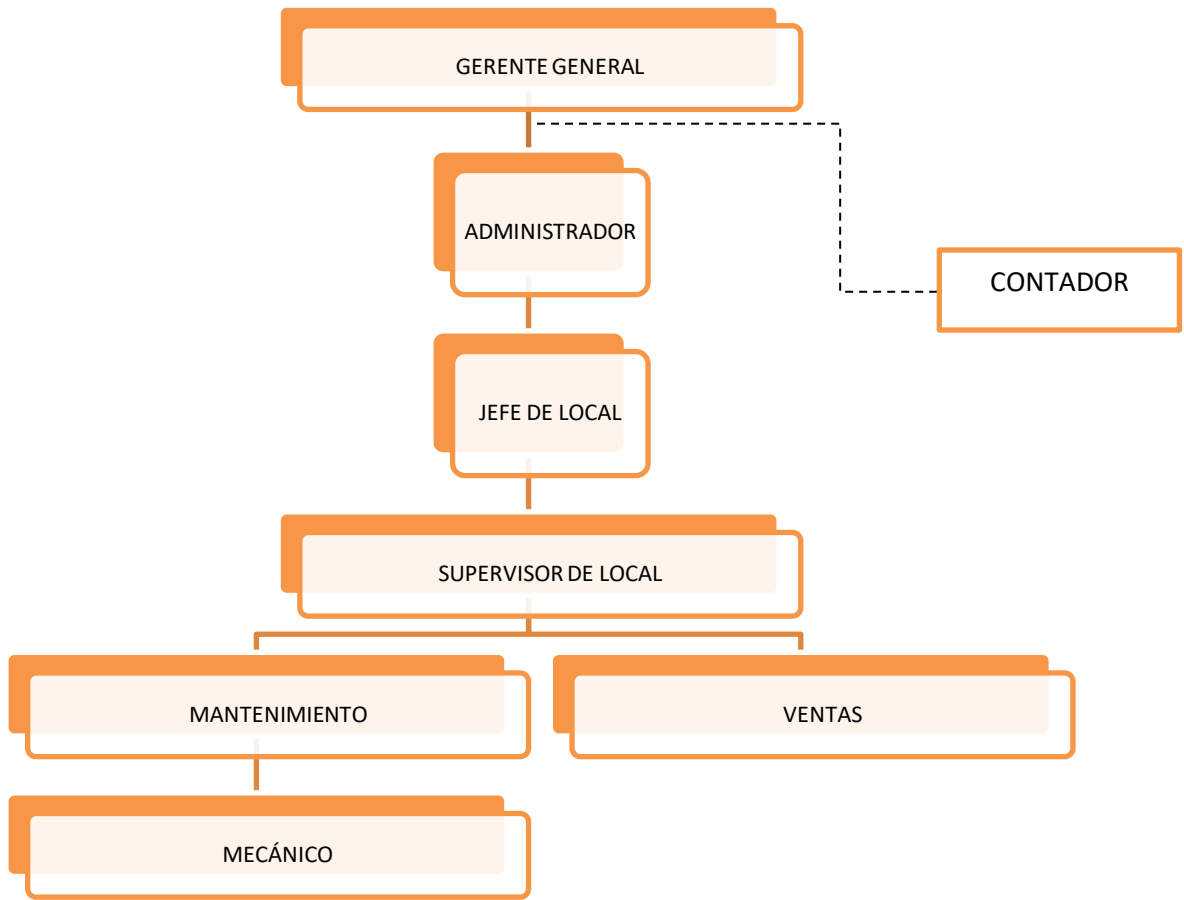 GERENTE GENERAL
ADMINISTRADOR
CONTADOR
JEFE DE LOCAL
SUPERVISOR DE LOCAL
MANTENIMIENTO
VENTAS
MECÁNICO